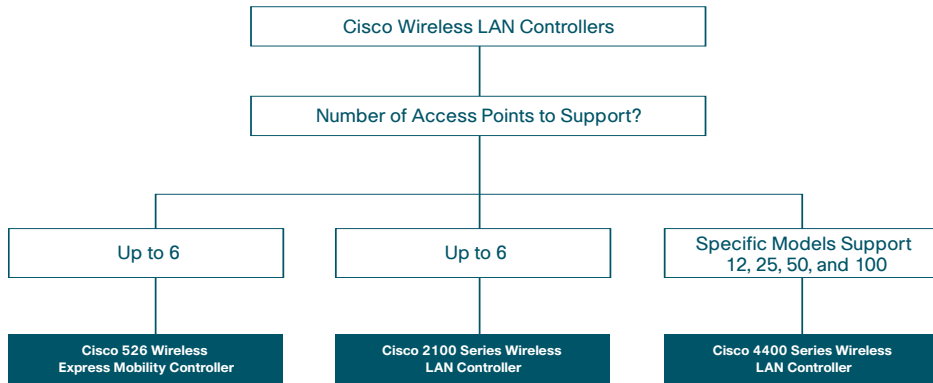 Cisco Wireless LAN Controllers
Number of Access Points to Support?
Up to 6
Up to 6
Specific Models Support
12, 25, 50, and 100
Cisco 526 Wireless
Express Mobility Controller
Cisco 2100 Series Wireless
LAN Controller
Cisco 4400 Series Wireless
LAN Controller